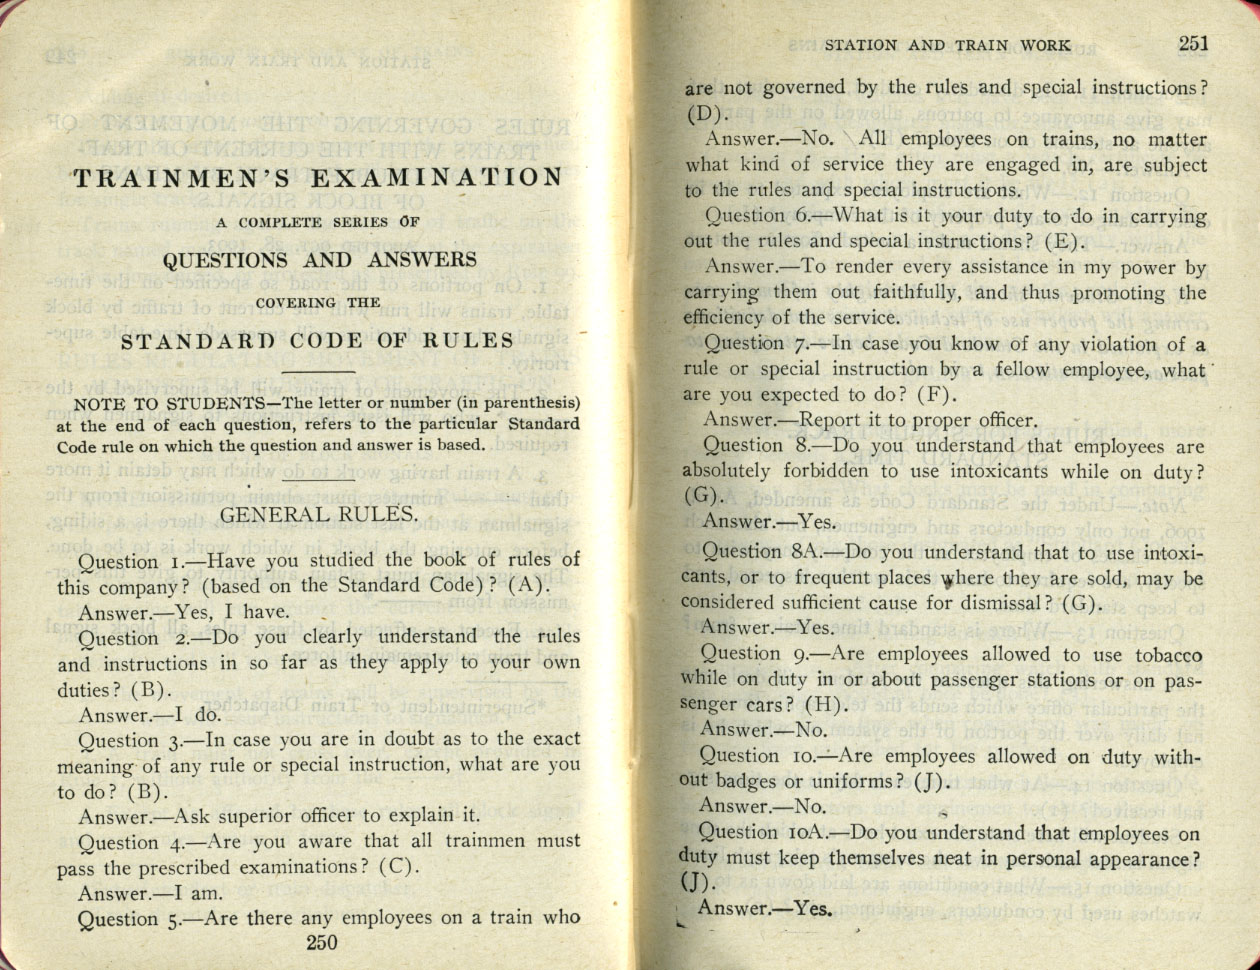 TRAINMEN'S EXAMINATION
A COMPLETE SERIES OF
QUESTIONS AND ANSWERS
COVERING THE
STANDARD CODE OF RULES
NOTE TO STUDENTS—The letter or number (in parenthesis)
at the end of each question, refers to the particular Standard
Code rule on which the question and answer is based.
GENERAL RULES.
Question 1.—Have you studied the book of rules of
this company? (based on the Standard Code)? (A).
Answer.—Yes, I have.
Question 2.—Do you clearly understand the rules
and instructions in so far as they apply to your own
duties? (B).
Answer.—I do.
Question 3.—In case you are in doubt as to the exact
meaning of any rule or special instruction, what are you
to do? (B).
Answer.—Ask superior officer to explain it.
Question 4.—Are you aware that all trainmen must
pass the prescribed examinations? (C).
Answer.—I am.
Question 5.—Are there any employees on a train who
250
STATION AND TRAIN WORK 251
are not governed by the rules and special instructions?
(D).
Answer.—No. All employees on trains, no matter
what kind of service they are engaged in, are subject
to the rules and special instructions.
Question 6.—What is it your duty to do in carrying
out the rules and special instructions? (E).
Answer.—To render every assistance in my power by
carrying them out faithfully, and thus promoting the
efficiency of the service.
Question 7.—In case you know of any violation of a
rule or special instruction by a fellow employee, what
are you expected to do? (F).
Answer.—Report it to proper officer.
Question 8.—Do you understand that employees are
absolutely forbidden to use intoxicants while on duty?
(G).
Answer.—Yes.
Question 8A.—Do you understand that to use intoxi-
cants, or to frequent places where they are sold, may be
considered sufficient cause for dismissal? (G).
Answer.—Yes.
Question 9.—Are employees allowed to use tobacco
while on duty in or about passenger stations or on pas-
senger cars? (H).
Answer.—No.
Question 10.—Are employees allowed on duty with-
out badges or uniforms? (J).
Answer.—No.
Question 10A.—Do you understand that employees on
duty must keep themselves neat in personal appearance?
(J).
Answer.—Yes.